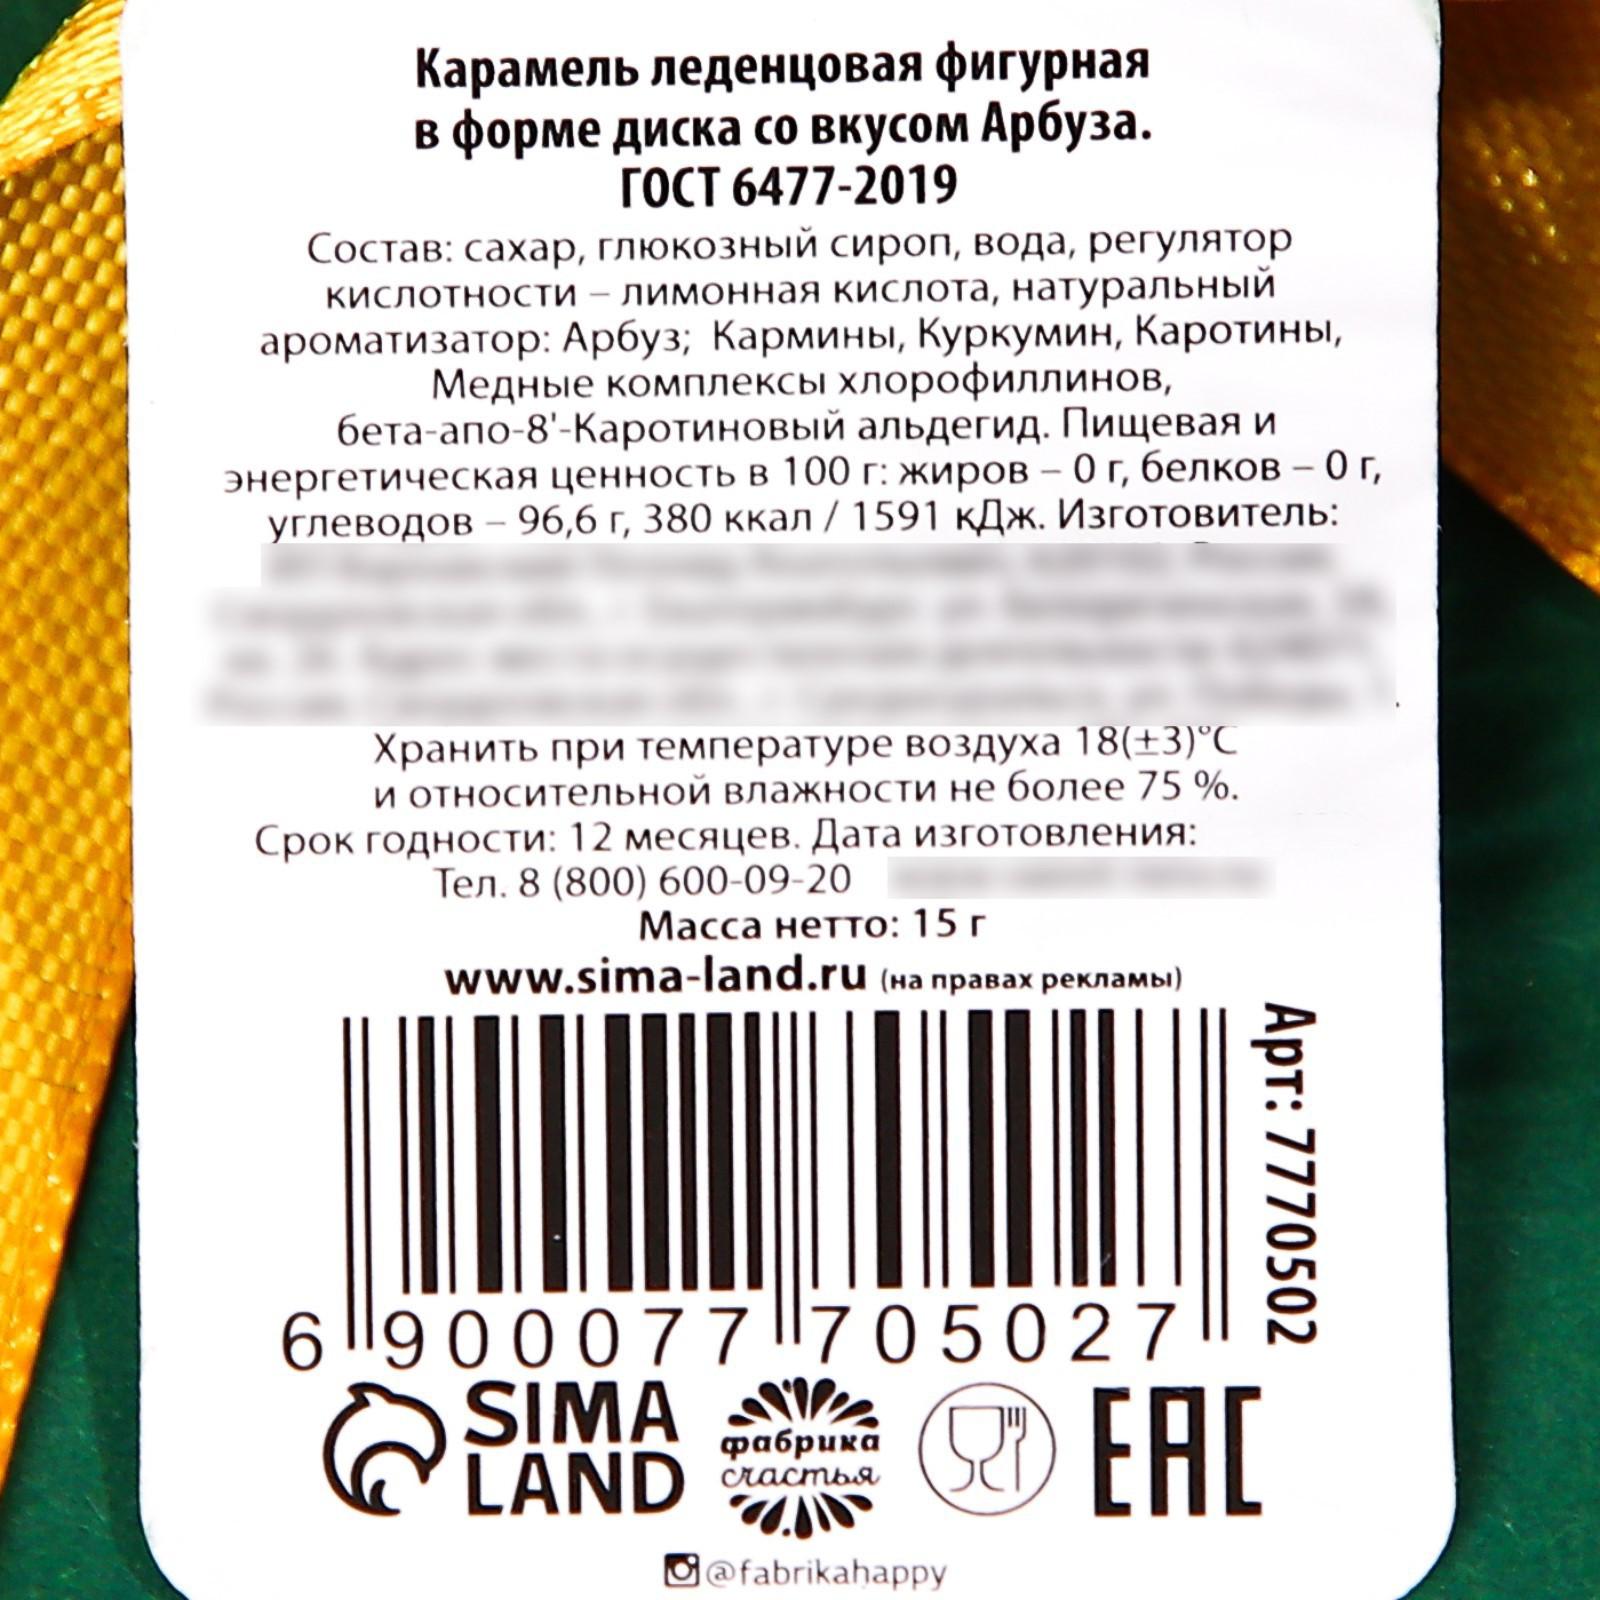 Карамель леденцовая фигурная
в форме диска со вкусом Арбуза.
ГОСТ 6477-2019
Состав: сахар, глюкозный сироп, вода, регулятор
кислотности – лимонная кислота, натуральный
ароматизатор: Арбуз; Кармины, Куркумин, Каротины,
Медные комплексы хлорофиллинов,
бета-апо-8'-Каротиновый альдегид. Пищевая и
энергетическая ценность в 100 г: жиров – 0 г, белков – 0 г,
углеводов – 96,6 г, 380 ккал / 1591 кДж. Изготовитель:
Хранить при температуре воздуха 18(±3)°С
и относительной влажности не более 75 %.
Срок годности: 12 месяцев. Дата изготовления:
Тел. 8 (800) 600-09-20
Масса нетто: 15 г
www.sima-land.ru (на правах рекламы)
Арт: 7770502
6 900077 705027
SIMA
LAND
фабрика
счастья
EAC
@fabrikahappy